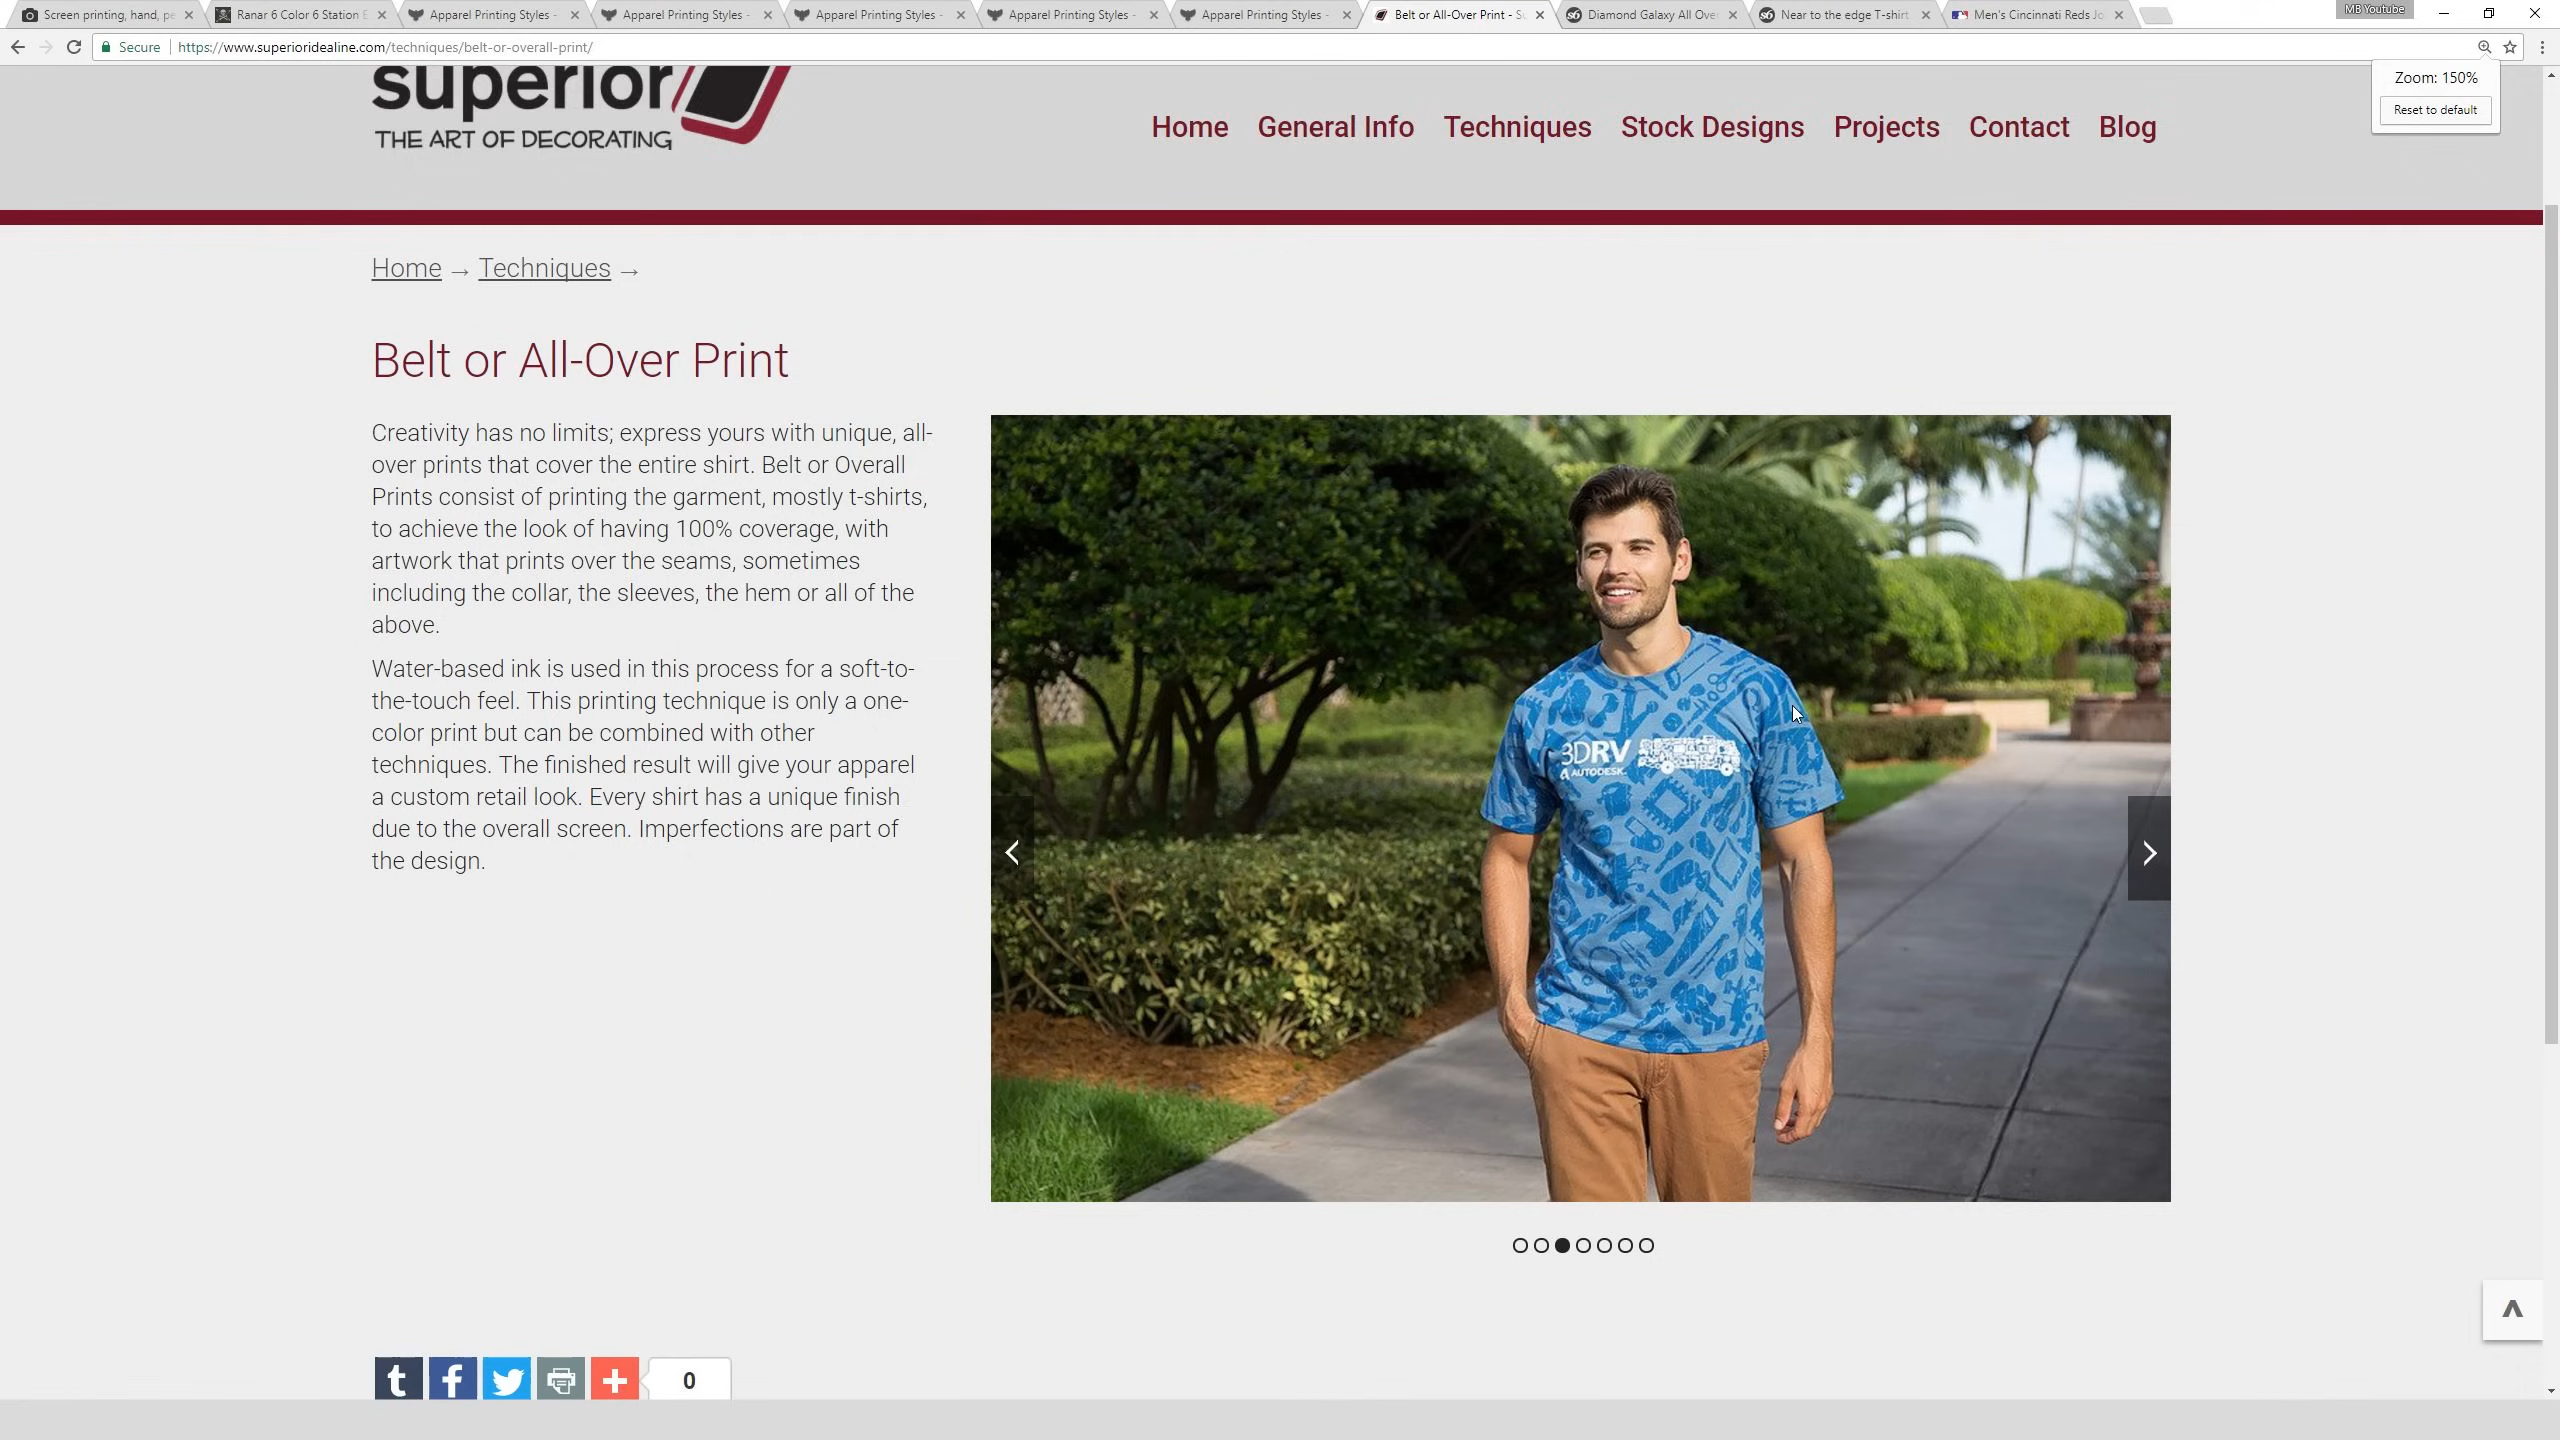 Screen printing, hand, pe
Ranar 6 Color 6 Station E
Apparel Printing Styles -
Apparel Printing Styles -
Apparel Printing Styles -
Apparel Printing Styles -
Apparel Printing Styles -
Belt or All-Over Print - Su
Diamond Galaxy All Over
Near to the edge T-shirt
Men's Cincinnati Reds Jo
MB Youtube
Secure
https://www.superioridealine.com/techniques/belt-or-overall-print/
Zoom: 150%
Reset to default
superior
THE ART OF DECORATING
Home General Info Techniques Stock Designs Projects Contact Blog
Home → Techniques →
Belt or All-Over Print
Creativity has no limits; express yours with unique, all-
over prints that cover the entire shirt. Belt or Overall
Prints consist of printing the garment, mostly t-shirts,
to achieve the look of having 100% coverage, with
artwork that prints over the seams, sometimes
including the collar, the sleeves, the hem or all of the
above.
Water-based ink is used in this process for a soft-to-
the-touch feel. This printing technique is only a one-
color print but can be combined with other
techniques. The finished result will give your apparel
a custom retail look. Every shirt has a unique finish
due to the overall screen. Imperfections are part of
the design.
3DRV
AUTODESK.
0